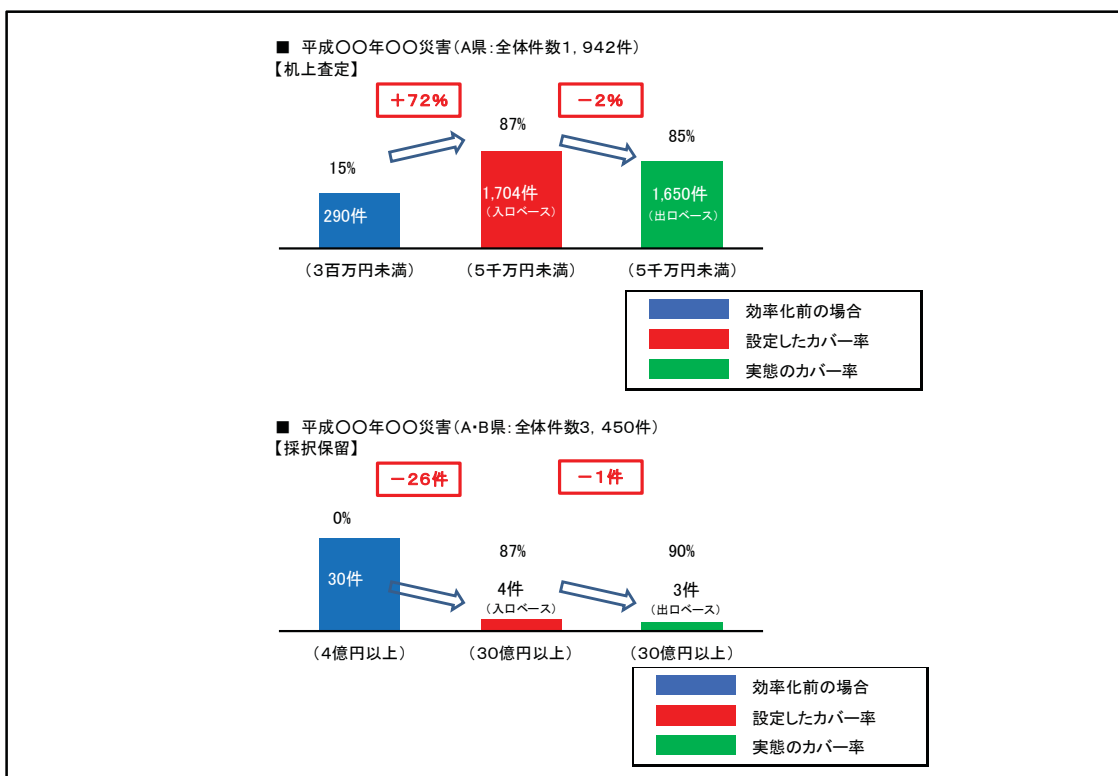 ■ 平成〇〇年〇〇災害(A県:全体件数1,942件)
【机上査定】
+72%
-2%
87%
85%
15%
1,704件
(入口ベース)
1,650件
(出口ベース)
290件
(3百万円未満)
(5千万円未満)
(5千万円未満)
効率化前の場合
設定したカバー率
実態のカバー率
■ 平成〇〇年〇〇災害(A・B県:全体件数3,450件)
【採択保留】
-26件
-1件
0%
87%
90%
30件
4件
(入口ベース)
3件
(出口ベース)
(4億円以上)
(30億円以上)
(30億円以上)
効率化前の場合
設定したカバー率
実態のカバー率